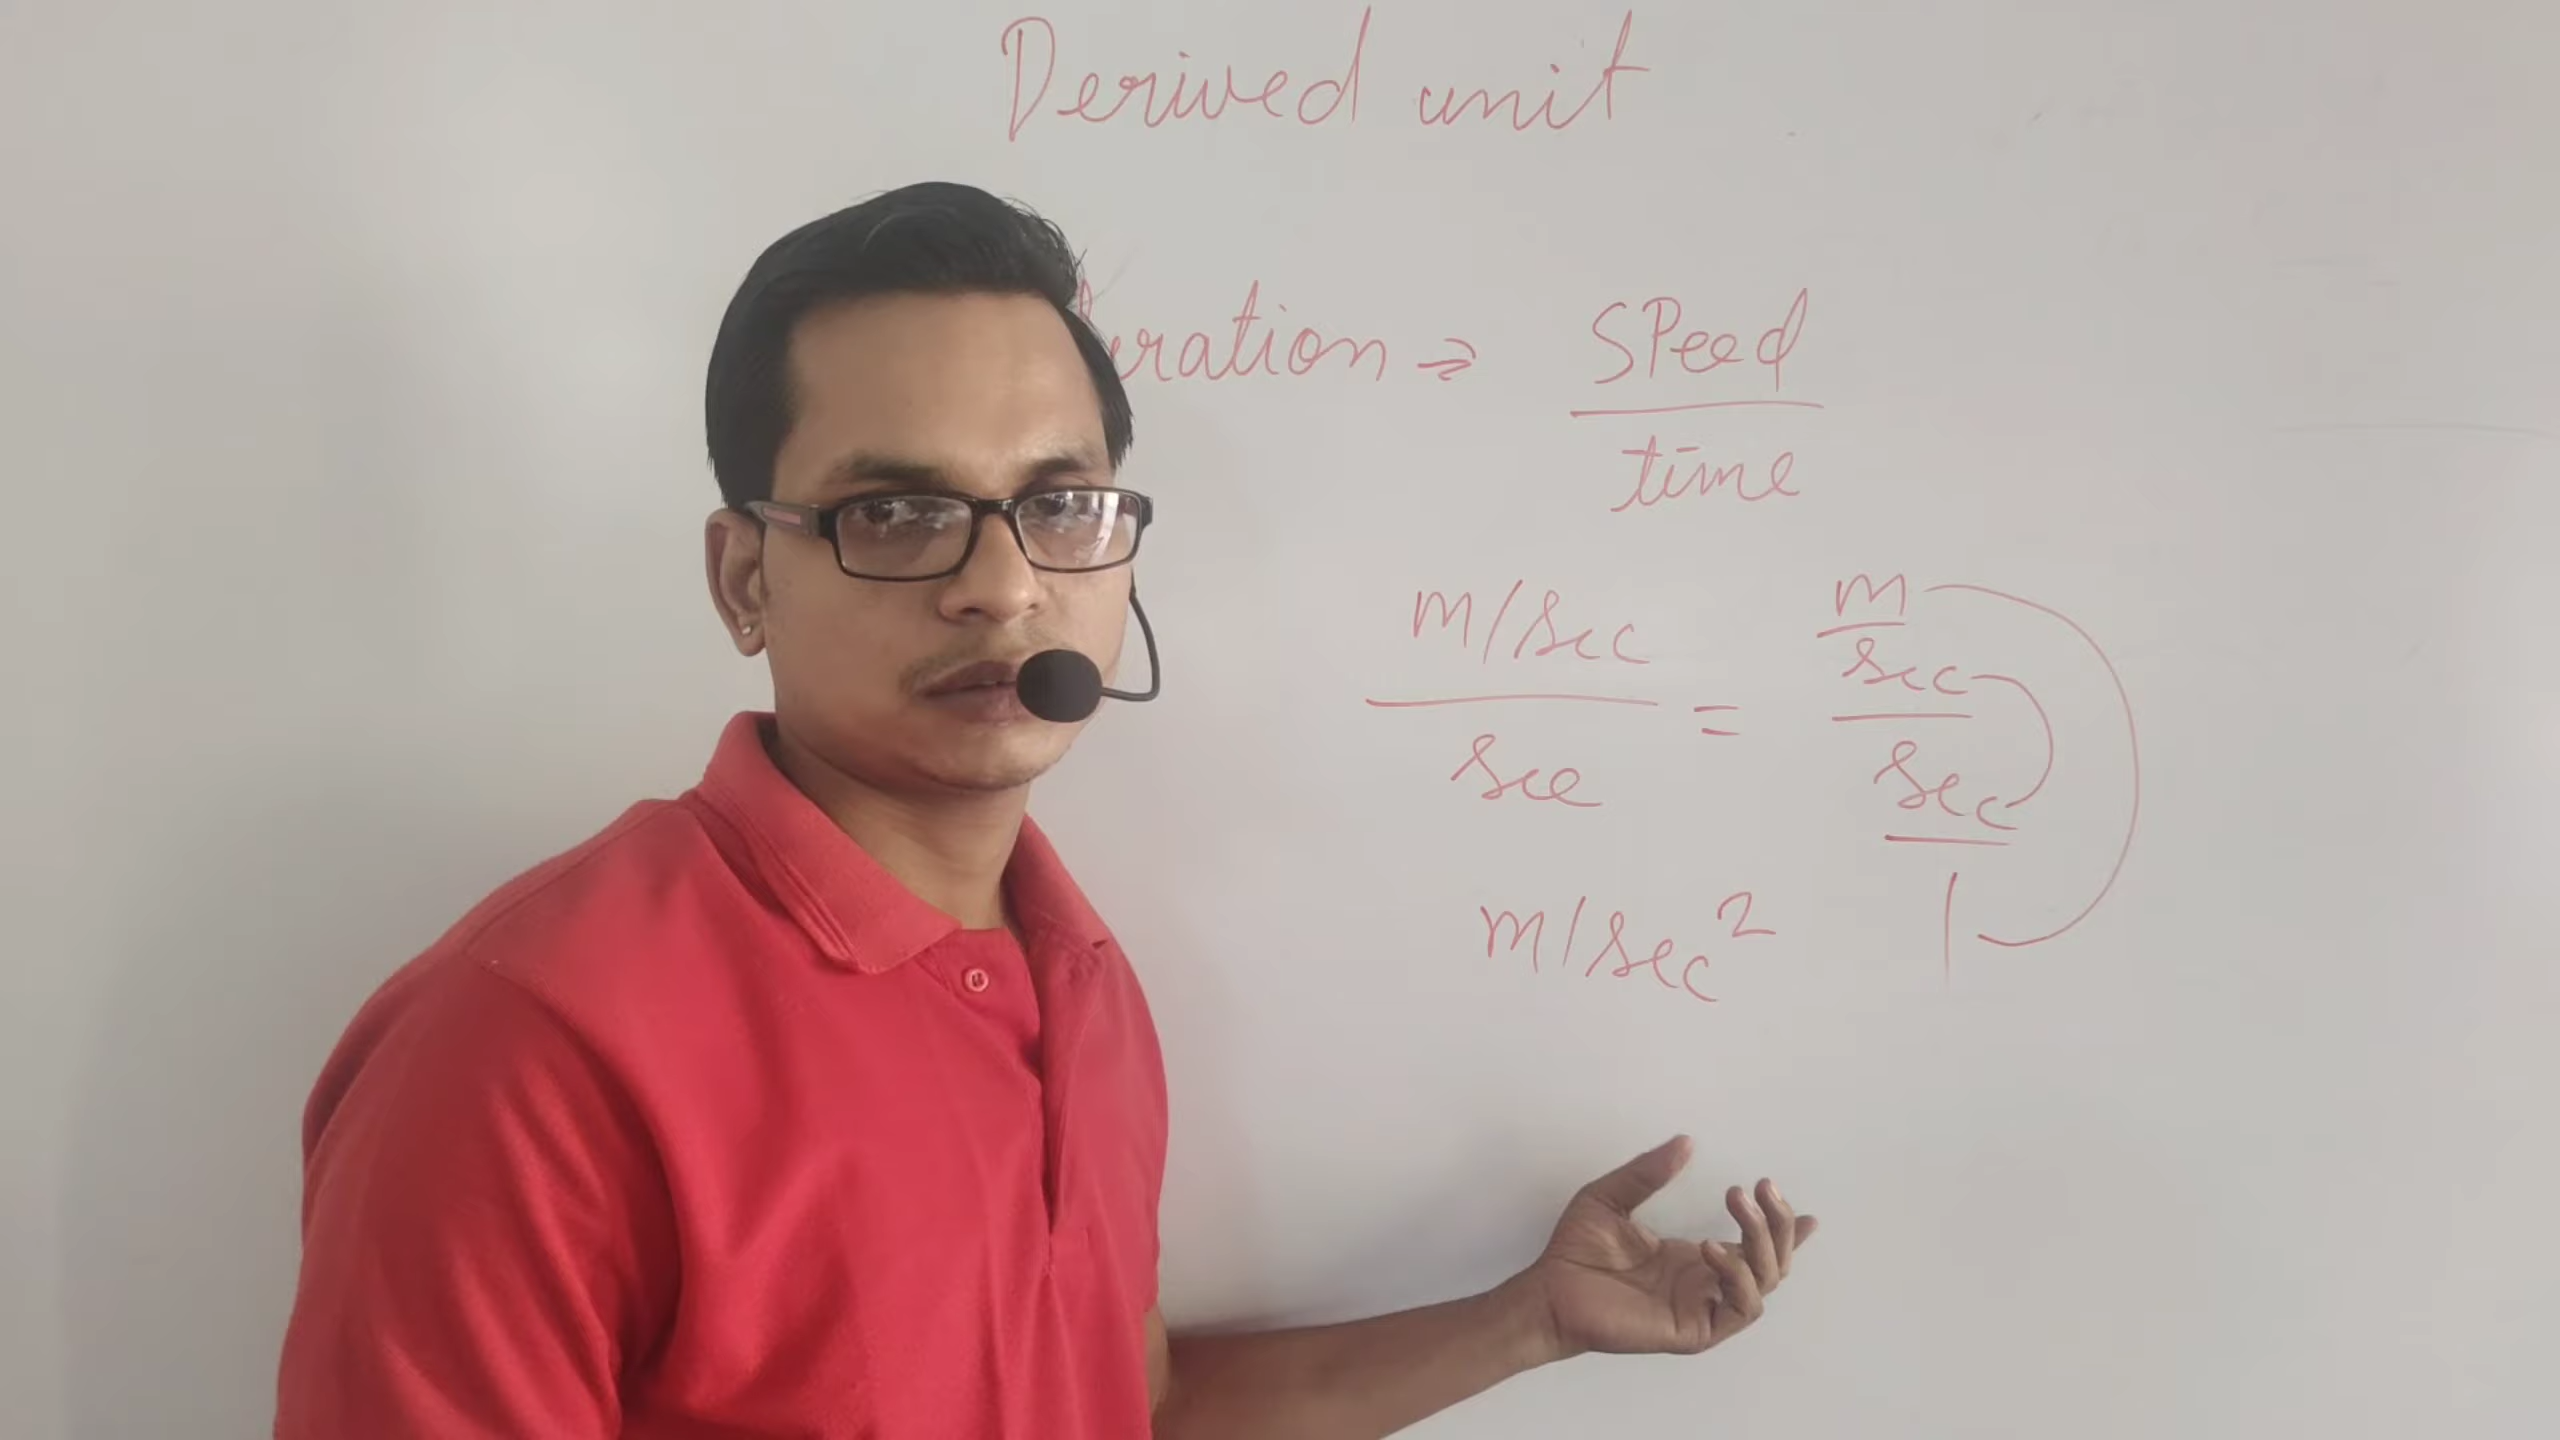 Derived unit
eration ⇒ SPeed
time
m/sec = m
sec
sec sec
1
m/sec²